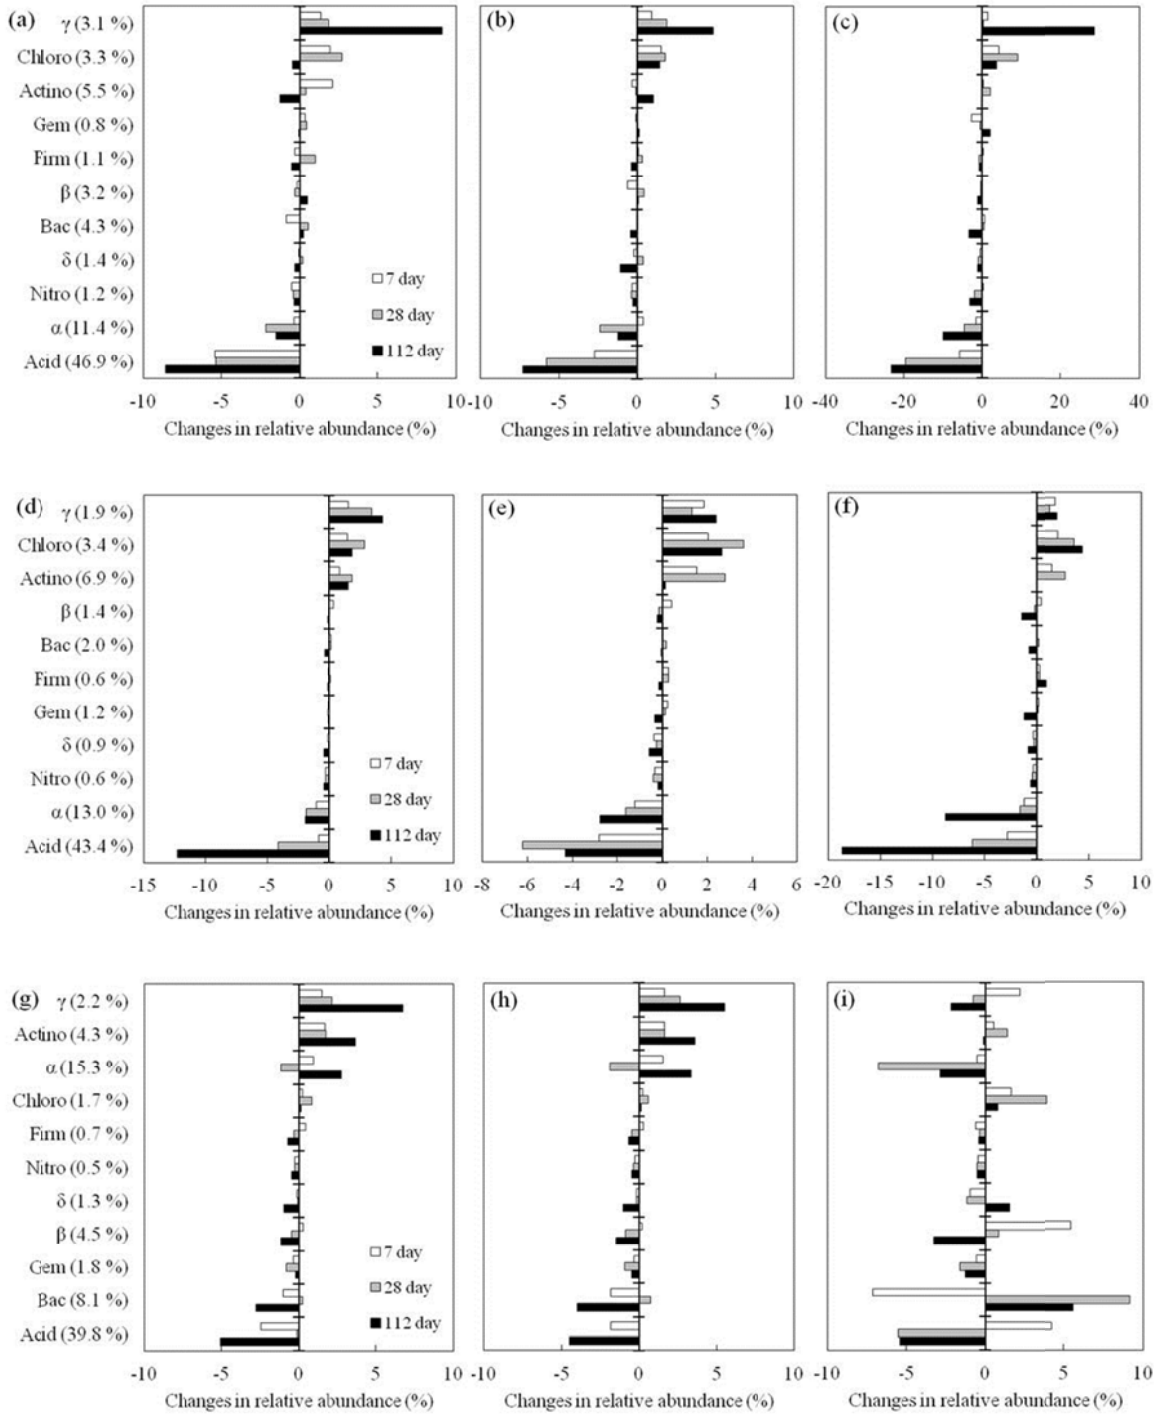 (a)
(b)
(c)
γ (3.1 %)
Chloro (3.3 %)
Actino (5.5 %)
Gem (0.8 %)
Firm (1.1 %)
β (3.2 %)
Bac (4.3 %)
δ (1.4 %)
Nitro (1.2 %)
α (11.4 %)
Acid (46.9 %)
7 day
28 day
112 day
-10 -5 0 5 10 -10 -5 0 5 10 -40 -20 0 20 40
Changes in relative abundance (%) Changes in relative abundance (%) Changes in relative abundance (%)
(d)
(e)
(f)
γ (1.9 %)
Chloro (3.4 %)
Actino (6.9 %)
β (1.4 %)
Bac (2.0 %)
Firm (0.6 %)
Gem (1.2 %)
δ (0.9 %)
Nitro (0.6 %)
α (13.0 %)
Acid (43.4 %)
7 day
28 day
112 day
-15 -10 -5 0 5 10 -8 -6 -4 -2 0 2 4 6 -20 -15 -10 -5 0 5 10
Changes in relative abundance (%) Changes in relative abundance (%) Changes in relative abundance (%)
(g)
(h)
(i)
γ (2.2 %)
Actino (4.3 %)
α (15.3 %)
Chloro (1.7 %)
Firm (0.7 %)
Nitro (0.5 %)
δ (1.3 %)
β (4.5 %)
Gem (1.8 %)
Bac (8.1 %)
Acid (39.8 %)
7 day
28 day
112 day
-10 -5 0 5 10 -10 -5 0 5 10 -10 -5 0 5 10
Changes in relative abundance (%) Changes in relative abundance (%) Changes in relative abundance (%)